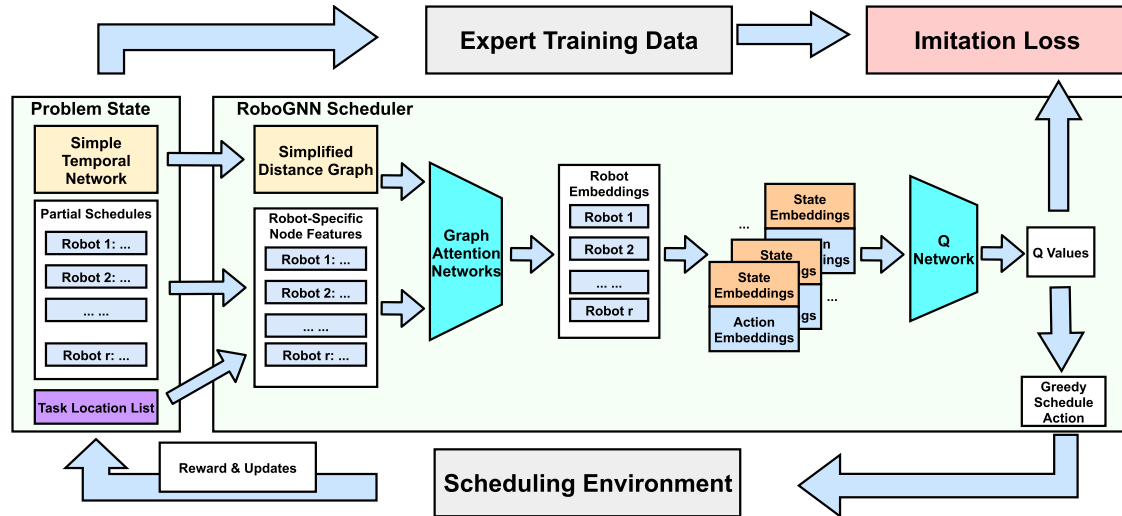 Expert Training Data
Imitation Loss
Problem State
Simple
Temporal
Network
Partial Schedules
Robot 1: ...
Robot 2: ...
... ...
Robot r: ...
Task Location List
RoboGNN Scheduler
Simplified
Distance Graph
Robot-Specific
Node Features
Robot 1: ...
Robot 2: ...
... ...
Robot r: ...
Graph
Attention
Networks
Robot
Embeddings
Robot 1
Robot 2
... ...
Robot r
State
Embeddings
...
State
State
Embeddings
Action
Embeddings
...
Q
Network
Q Values
Greedy
Schedule
Action
Reward & Updates
Scheduling Environment